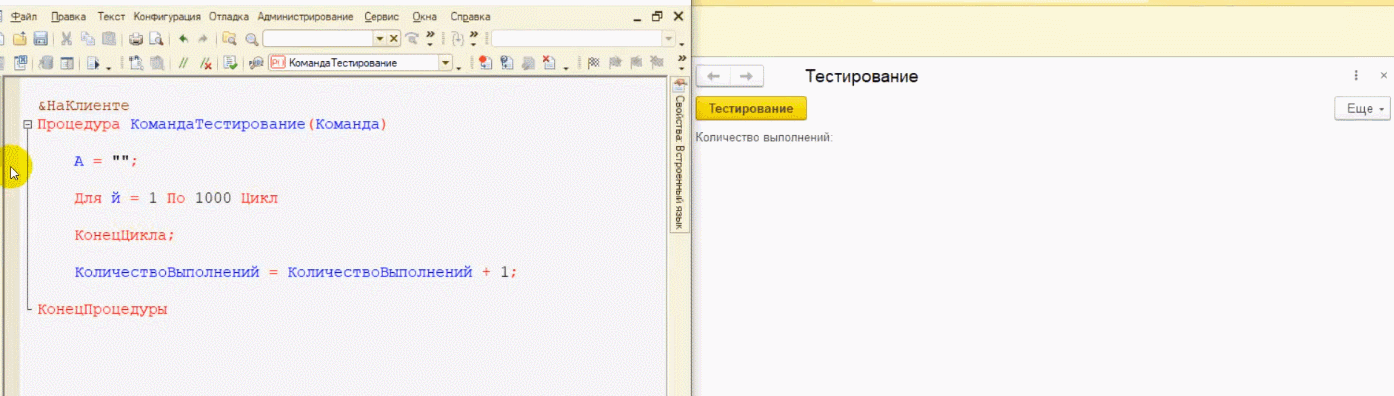 Файл Правка Текст Конфигурация Отладка Администрирование Сервис Окна Справка
КомандаТестирование
&НаКлиенте
Процедура КомандаТестирование(Команда)
А = "";
Для й = 1 По 1000 Цикл
КонецЦикла;
КоличествоВыполнений = КоличествоВыполнений + 1;
КонецПроцедуры
Свойства: Встроенный язык
Тестирование
Тестирование
Еще
Количество выполнений: